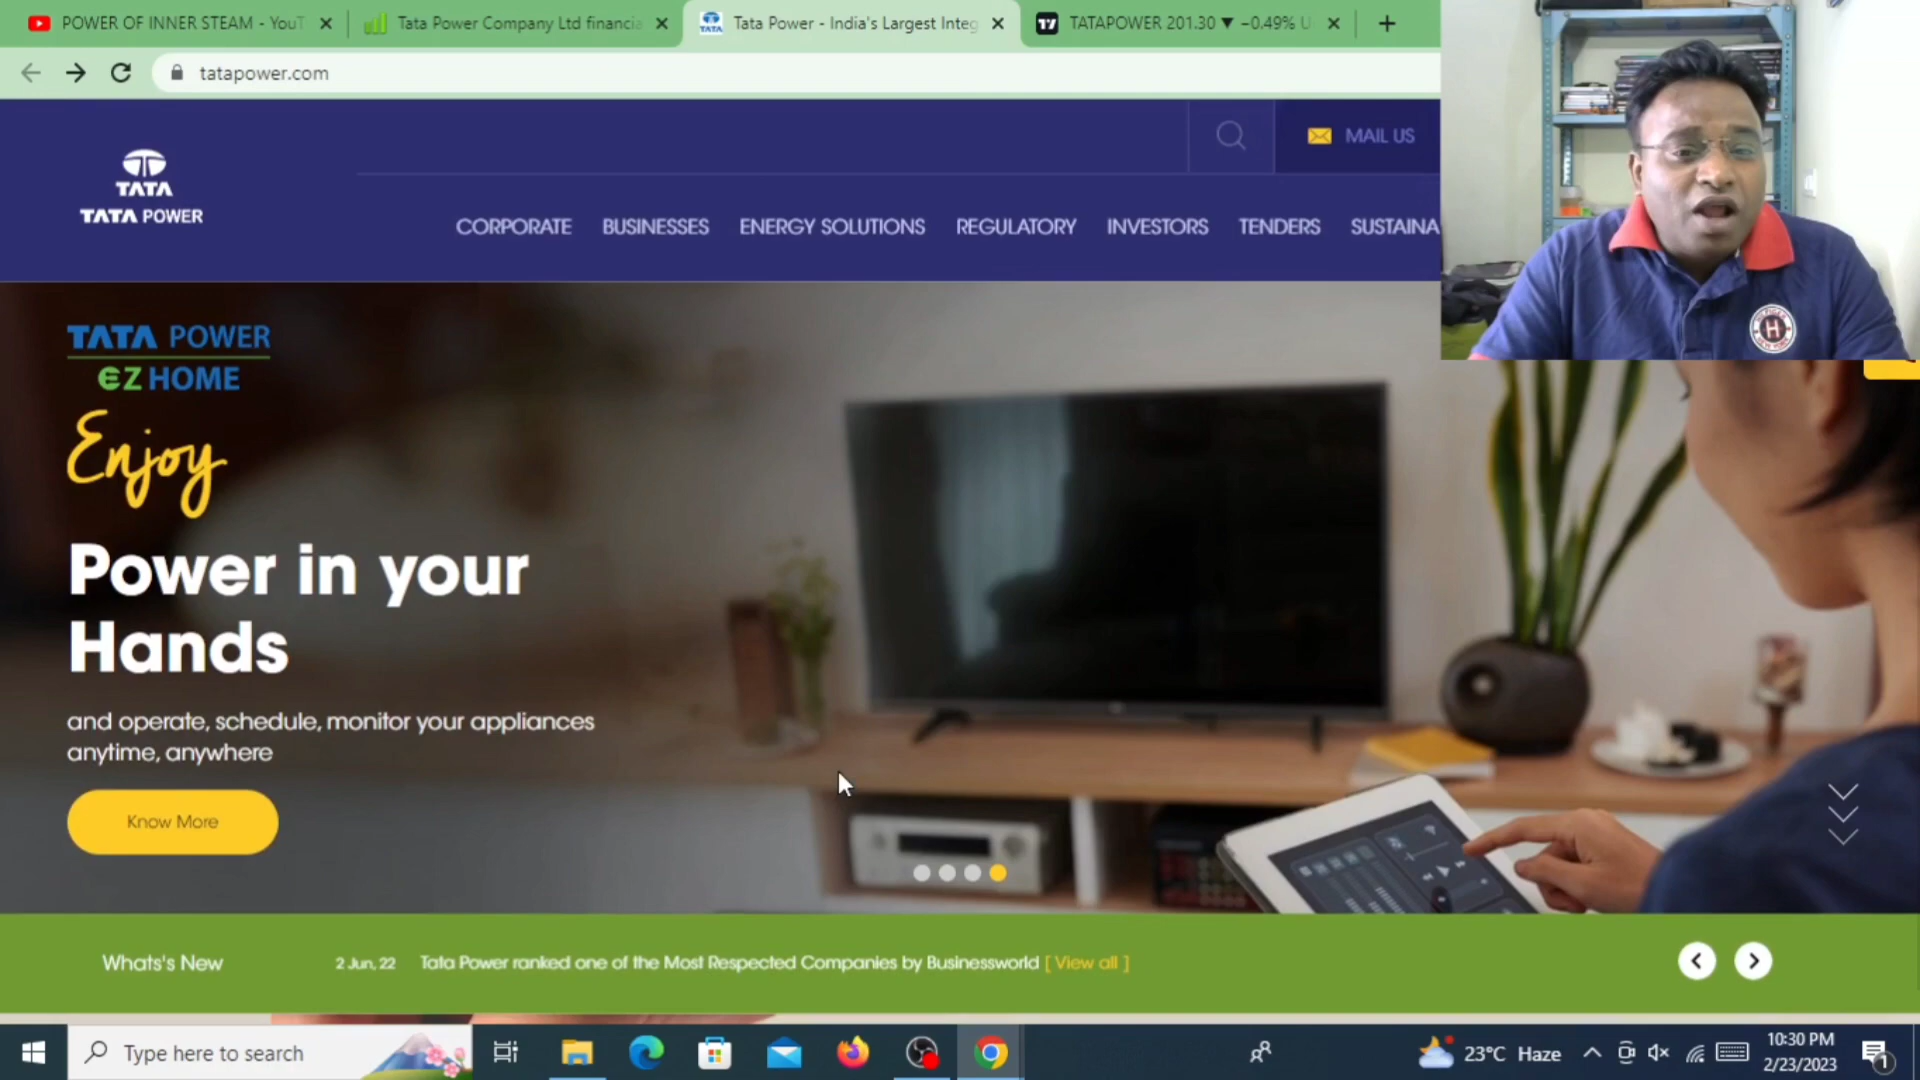 POWER OF INNER STEAM - YouT
Tata Power Company Ltd financia
Tata Power - India's Largest Integ
TATAPOWER 201.30 ▼ −0.49% U
tatapower.com
MAIL US
TATA
TATA POWER
CORPORATE BUSINESSES ENERGY SOLUTIONS REGULATORY INVESTORS TENDERS SUSTAINA
TATA POWER
EZ HOME
Enjoy
Power in your
Hands
and operate, schedule, monitor your appliances
anytime, anywhere
Know More
Whats's New
2 Jun, 22 Tata Power ranked one of the Most Respected Companies by Businessworld [ View all ]
Type here to search
23°C Haze
10:30 PM
2/23/2023
1